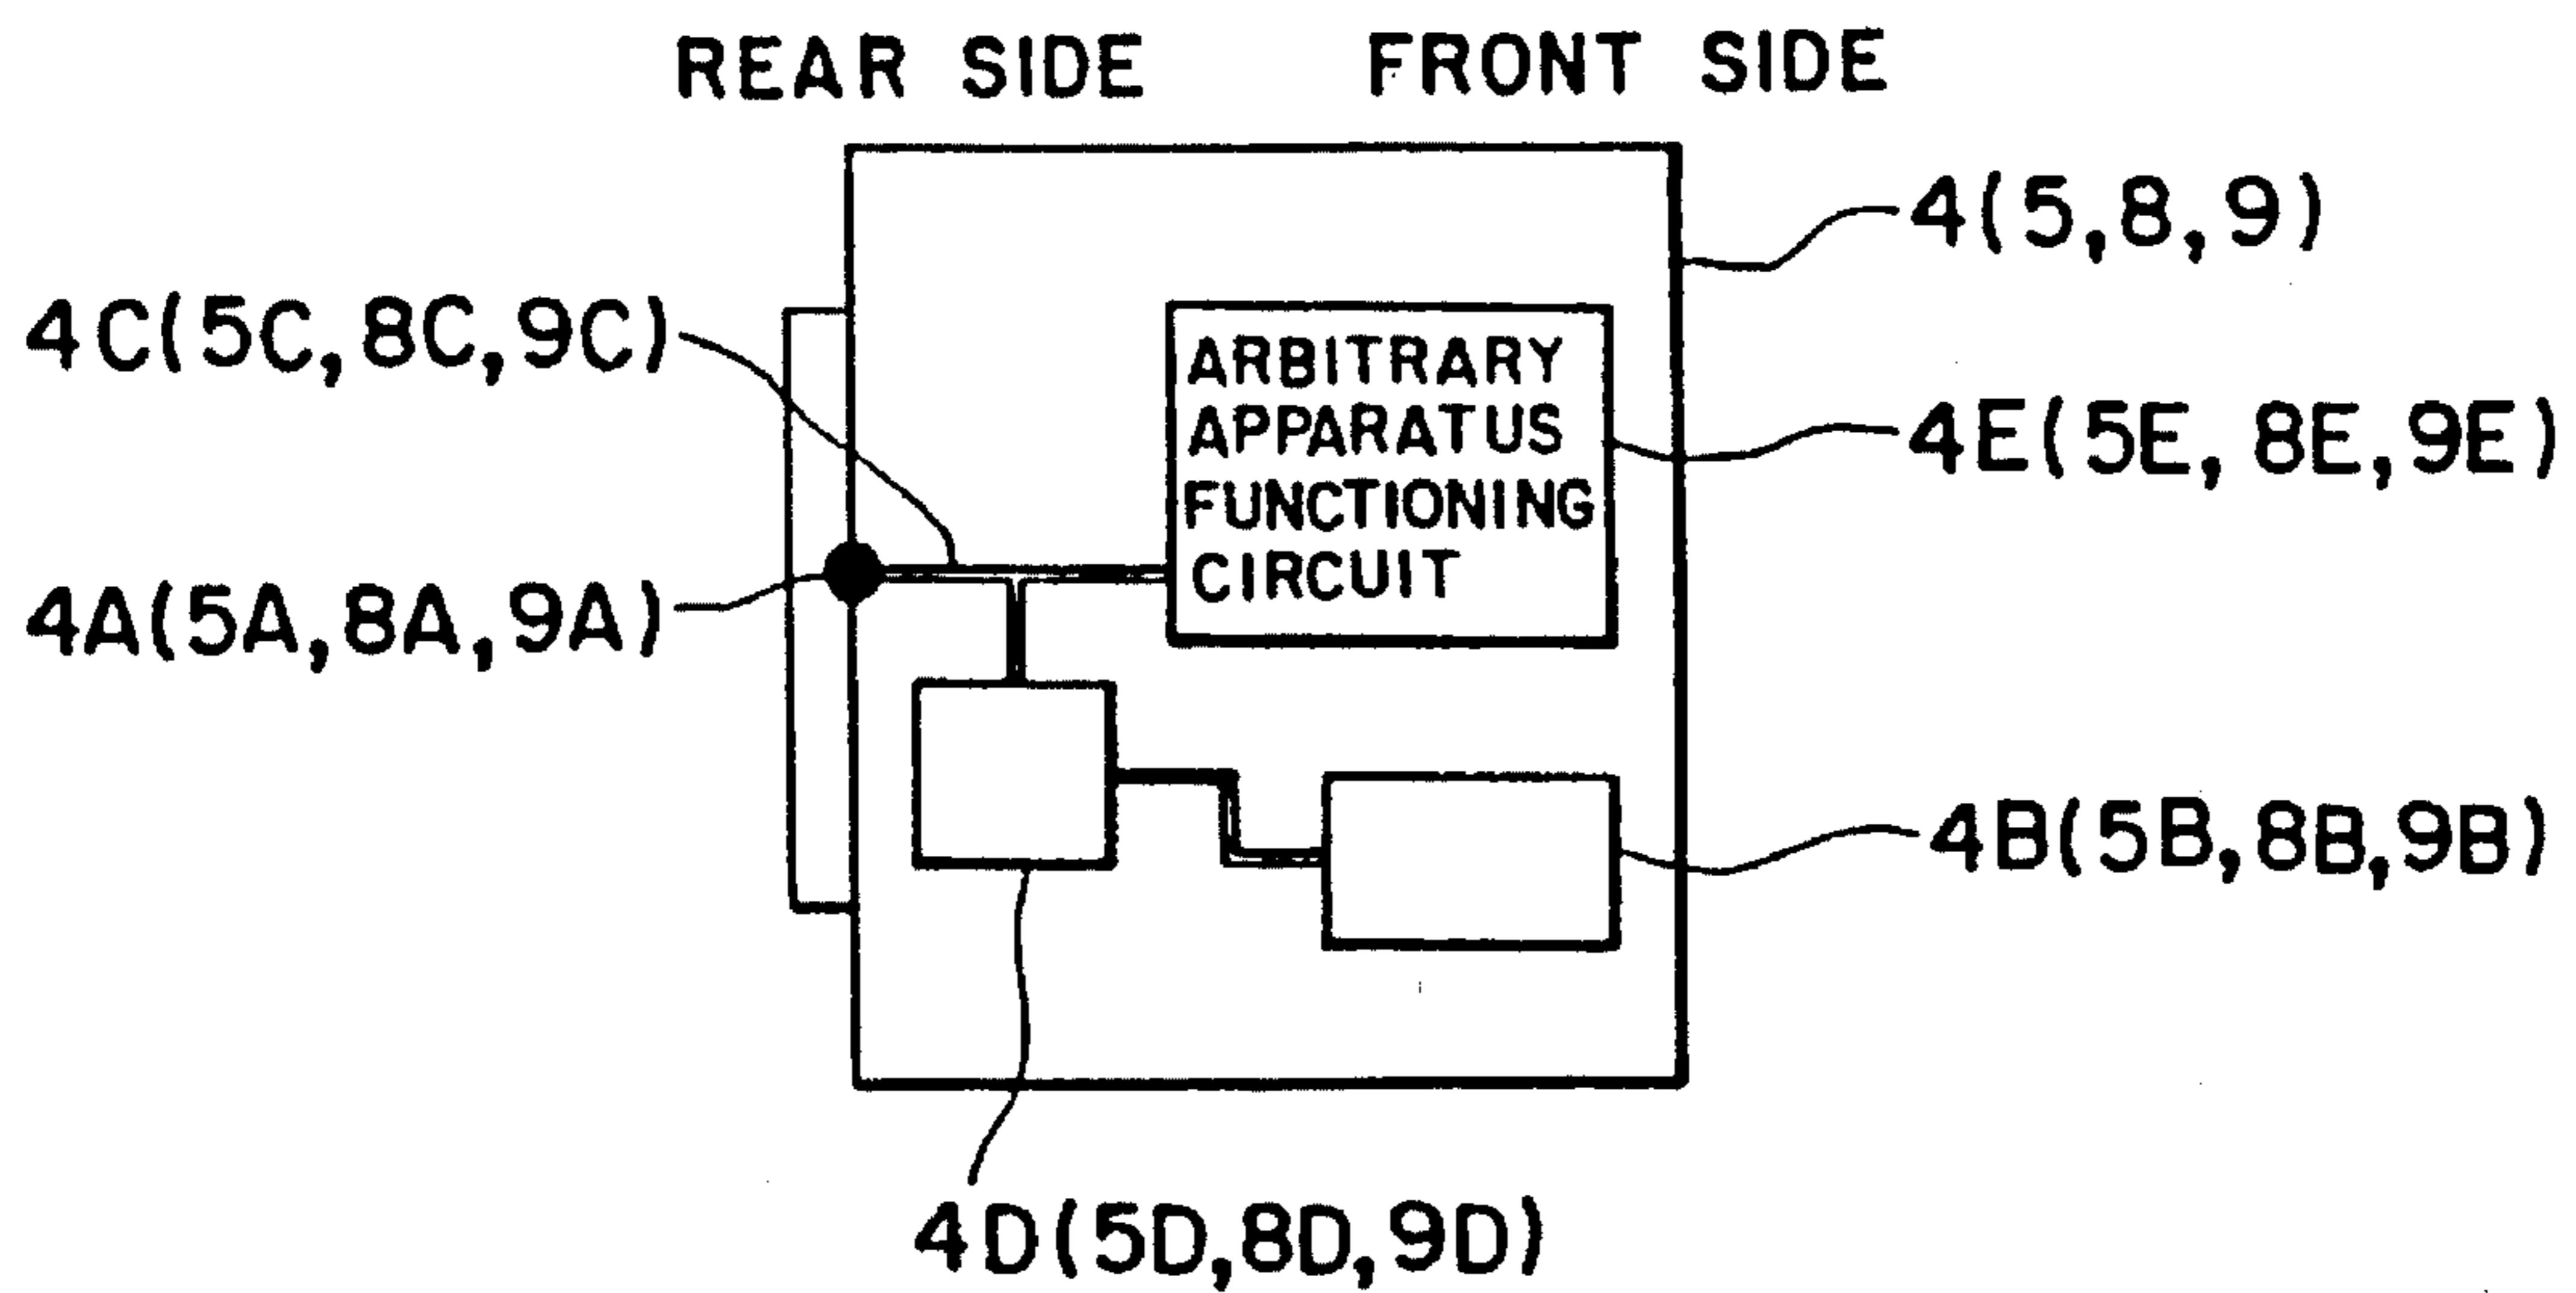 REAR SIDE FRONT SIDE
4(5,8,9)
4C(5C,8C,9C)
ARBITRARY
APPARATUS
FUNCTIONING
CIRCUIT
4E(5E,8E,9E)
4A(5A,8A,9A)
4B(5B,8B,9B)
4D(5D,8D,9D)